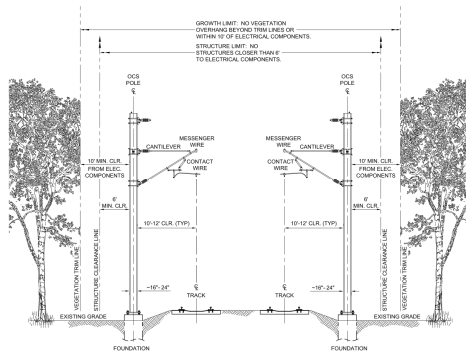 GROWTH LIMIT: NO VEGETATION
OVERHANG BEYOND TRIM LINES OR
WITHIN 10' OF ELECTRICAL COMPONENTS.
STRUCTURE LIMIT: NO
STRUCTURES CLOSER THAN 6'
TO ELECTRICAL COMPONENTS.
OCS
POLE
℄
OCS
POLE
℄
MESSENGER
WIRE
CANTILEVER
CONTACT
WIRE
MESSENGER
WIRE
CANTILEVER
CONTACT
WIRE
10' MIN. CLR.
FROM ELEC.
COMPONENTS
10' MIN. CLR.
FROM ELEC.
COMPONENTS
6'
MIN. CLR.
6'
MIN. CLR.
10'-12' CLR. (TYP)
10'-12' CLR. (TYP)
VEGETATION TRIM LINE
STRUCTURE CLEARANCE LINE
STRUCTURE CLEARANCE LINE
VEGETATION TRIM LINE
~16"- 24"
℄
TRACK
℄
TRACK
~16"- 24"
EXISTING GRADE
EXISTING GRADE
FOUNDATION
FOUNDATION